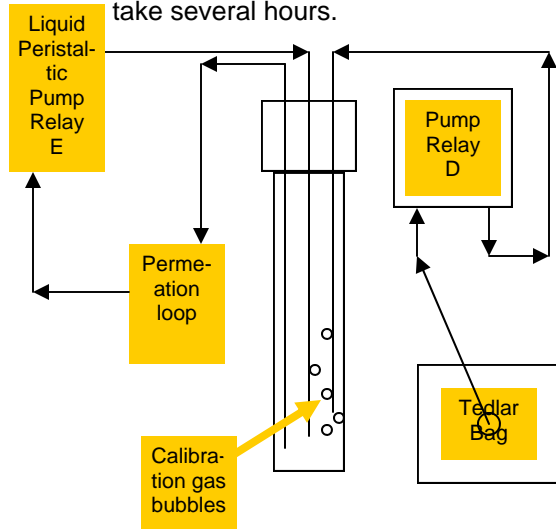 take several hours.
Liquid
Peristal-
tic
Pump
Relay
E
Pump
Relay
D
Perme-
ation
loop
Tedlar
Bag
Calibra-
tion gas
bubbles